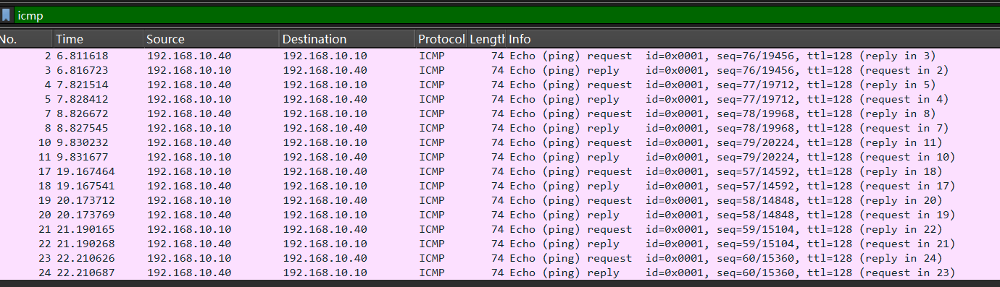 icmp
No. Time Source Destination Protocol Length Info
2 6.811618 192.168.10.40 192.168.10.10 ICMP 74 Echo (ping) request id=0x0001, seq=76/19456, ttl=128 (reply in 3)
3 6.816723 192.168.10.10 192.168.10.40 ICMP 74 Echo (ping) reply id=0x0001, seq=76/19456, ttl=128 (request in 2)
4 7.821514 192.168.10.40 192.168.10.10 ICMP 74 Echo (ping) request id=0x0001, seq=77/19712, ttl=128 (reply in 5)
5 7.828412 192.168.10.10 192.168.10.40 ICMP 74 Echo (ping) reply id=0x0001, seq=77/19712, ttl=128 (request in 4)
7 8.826672 192.168.10.40 192.168.10.10 ICMP 74 Echo (ping) request id=0x0001, seq=78/19968, ttl=128 (reply in 8)
8 8.827545 192.168.10.10 192.168.10.40 ICMP 74 Echo (ping) reply id=0x0001, seq=78/19968, ttl=128 (request in 7)
10 9.830232 192.168.10.40 192.168.10.10 ICMP 74 Echo (ping) request id=0x0001, seq=79/20224, ttl=128 (reply in 11)
11 9.831677 192.168.10.10 192.168.10.40 ICMP 74 Echo (ping) reply id=0x0001, seq=79/20224, ttl=128 (request in 10)
17 19.167464 192.168.10.10 192.168.10.40 ICMP 74 Echo (ping) request id=0x0001, seq=57/14592, ttl=128 (reply in 18)
18 19.167541 192.168.10.40 192.168.10.10 ICMP 74 Echo (ping) reply id=0x0001, seq=57/14592, ttl=128 (request in 17)
19 20.173712 192.168.10.10 192.168.10.40 ICMP 74 Echo (ping) request id=0x0001, seq=58/14848, ttl=128 (reply in 20)
20 20.173769 192.168.10.40 192.168.10.10 ICMP 74 Echo (ping) reply id=0x0001, seq=58/14848, ttl=128 (request in 19)
21 21.190165 192.168.10.10 192.168.10.40 ICMP 74 Echo (ping) request id=0x0001, seq=59/15104, ttl=128 (reply in 22)
22 21.190268 192.168.10.40 192.168.10.10 ICMP 74 Echo (ping) reply id=0x0001, seq=59/15104, ttl=128 (request in 21)
23 22.210626 192.168.10.10 192.168.10.40 ICMP 74 Echo (ping) request id=0x0001, seq=60/15360, ttl=128 (reply in 24)
24 22.210687 192.168.10.40 192.168.10.10 ICMP 74 Echo (ping) reply id=0x0001, seq=60/15360, ttl=128 (request in 23)